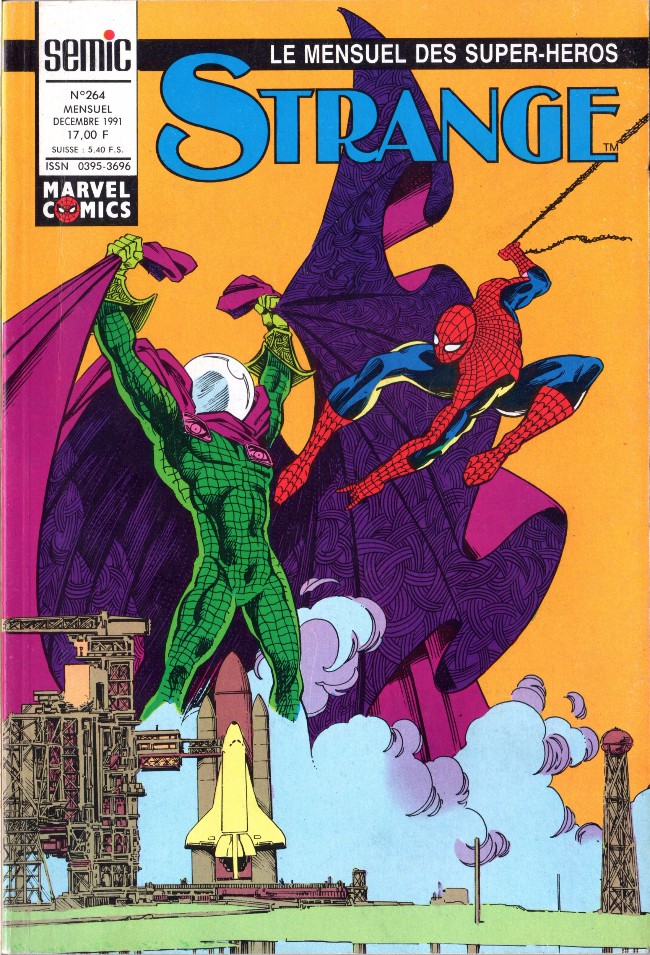 semic
N°264
MENSUEL
DECEMBRE 1991
17,00 F
SUISSE : 5,40 F.S.
ISSN 0395-3696
MARVEL
COMICS
LE MENSUEL DES SUPER-HEROS
STRANGE
TM